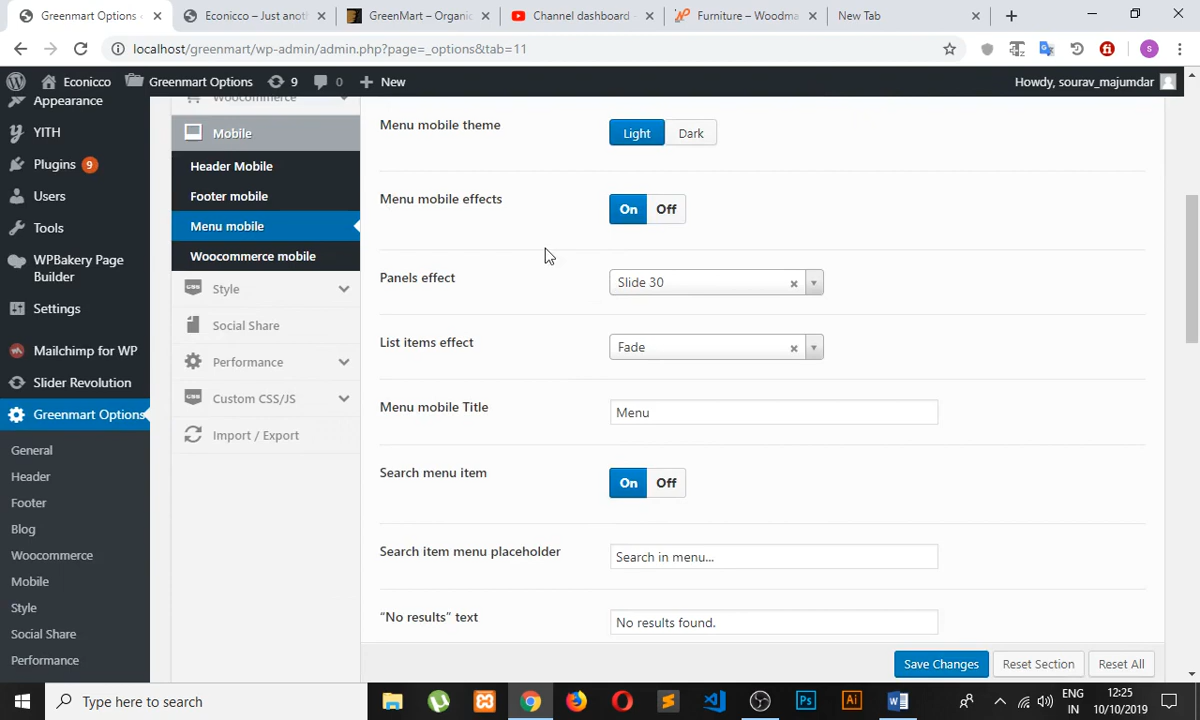 Greenmart Options
Econicco – Just anot
GreenMart – Organic
Channel dashboard
Furniture – Woodma
New Tab
localhost/greenmart/wp-admin/admin.php?page=_options&tab=11
s
Econicco
Greenmart Options
9
0
New
Howdy, sourav_majumdar
Appearance
YITH
Plugins 9
Users
Tools
WPBakery Page
Builder
Settings
Mailchimp for WP
Slider Revolution
Greenmart Options
General
Header
Footer
Blog
Woocommerce
Mobile
Style
Social Share
Performance
Woocommerce
Mobile
Header Mobile
Footer mobile
Menu mobile
Woocommerce mobile
CSS Style
Social Share
Performance
CSS Custom CSS/JS
Import / Export
Menu mobile theme
Light Dark
Menu mobile effects
On Off
Panels effect
Slide 30
List items effect
Fade
Menu mobile Title
Menu
Search menu item
On Off
Search item menu placeholder
Search in menu...
“No results” text
No results found.
Save Changes
Reset Section
Reset All
Type here to search
Ps
Ai
ENG
IN
12:25
10/10/2019